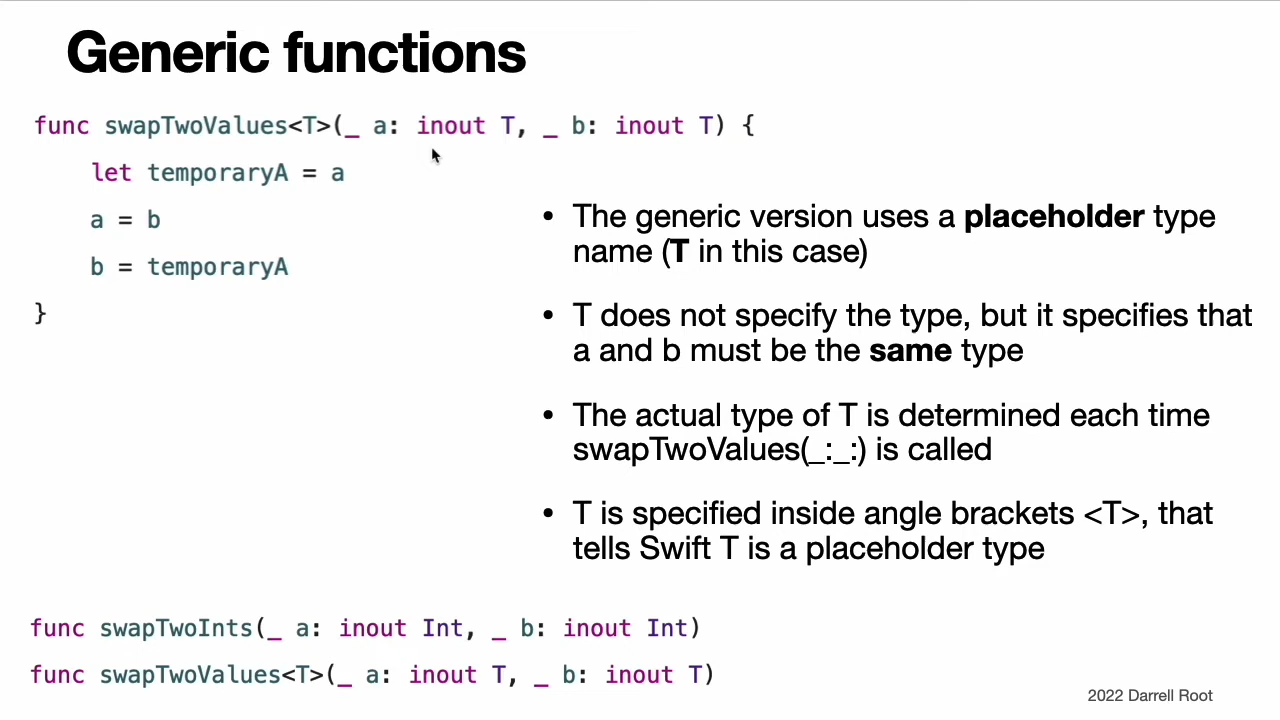 Generic functions
func swapTwoValues<T>(_ a: inout T, _ b: inout T) {
let temporaryA = a
a = b
b = temporaryA
}
• The generic version uses a placeholder type
name (T in this case)
• T does not specify the type, but it specifies that
a and b must be the same type
• The actual type of T is determined each time
swapTwoValues(_:_:) is called
• T is specified inside angle brackets <T>, that
tells Swift T is a placeholder type
func swapTwoInts(_ a: inout Int, _ b: inout Int)
func swapTwoValues<T>(_ a: inout T, _ b: inout T)
2022 Darrell Root